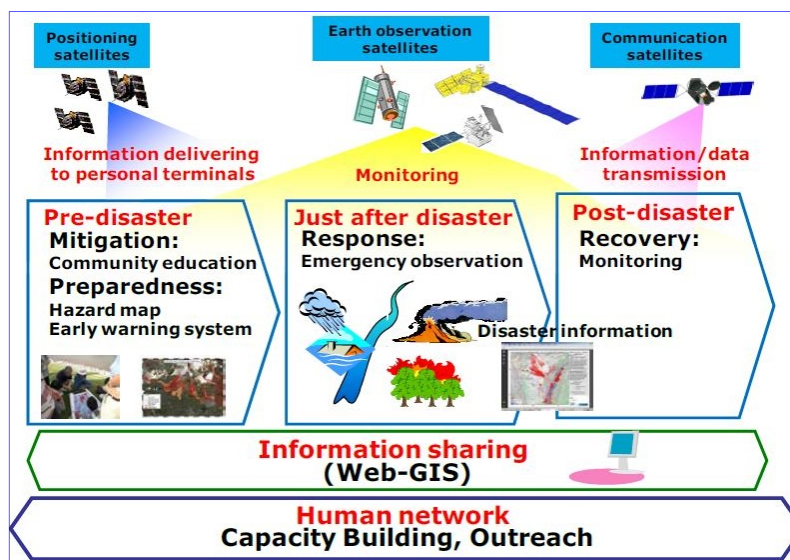 Positioning
satellites
Earth observation
satellites
Communication
satellites
Information delivering
to personal terminals
Monitoring
Information/data
transmission
Pre-disaster
Mitigation:
Community education
Preparedness:
Hazard map
Early warning system
Just after disaster
Response:
Emergency observation
Disaster information
Post-disaster
Recovery:
Monitoring
Information sharing
(Web-GIS)
Human network
Capacity Building, Outreach